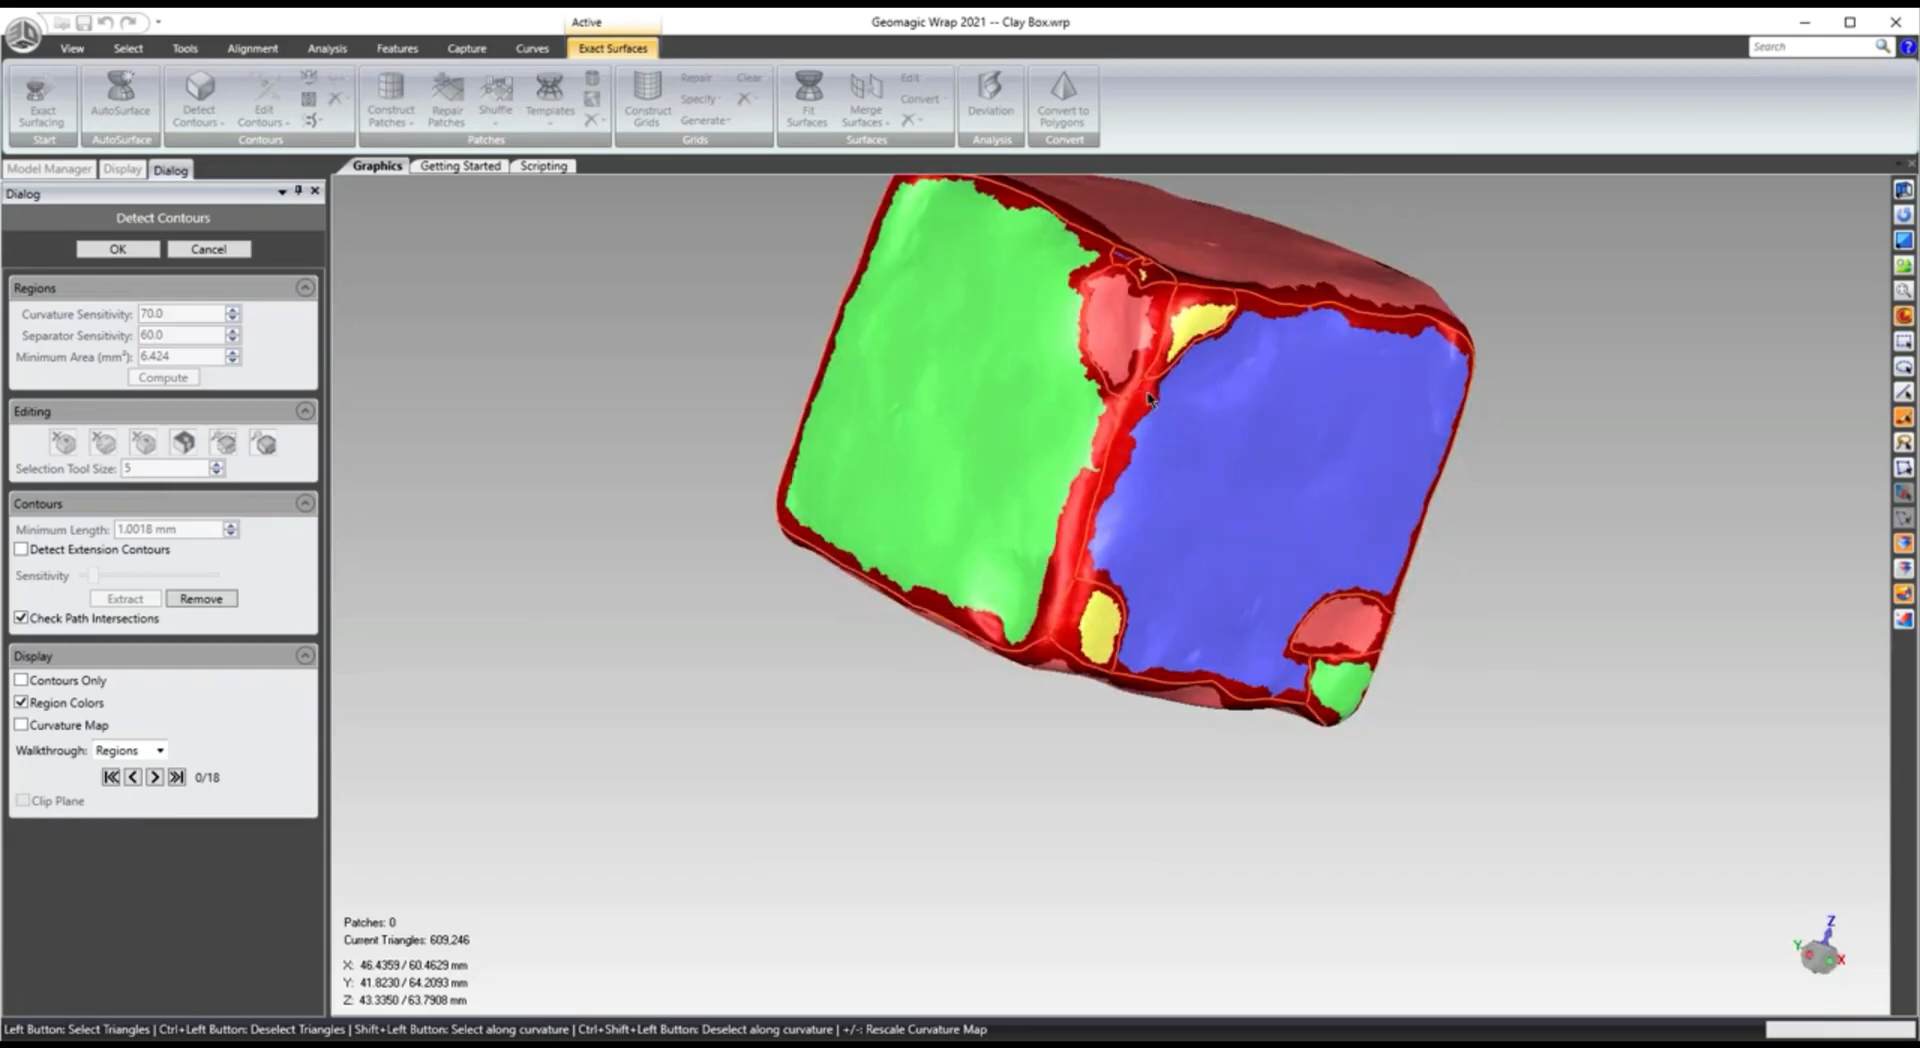 Active
Geomagic Wrap 2021 -- Clay Box.wrp
View Select Tools Alignment Analysis Features Capture Curves Exact Surfaces
Search
Exact Surfacing
Start
AutoSurface
AutoSurface
Detect Contours
Edit Contours
Contours
Construct Patches
Repair Patches
Shuffle
Templates
Patches
Construct Grids
Repair
Specify
Generate
Clear
Grids
Fit Surfaces
Merge Surfaces
Edit
Convert
Surfaces
Deviation
Analysis
Convert to Polygons
Convert
Model Manager Display Dialog
Graphics Getting Started Scripting
Dialog
Detect Contours
OK Cancel
Regions
Curvature Sensitivity: 70.0
Separator Sensitivity: 60.0
Minimum Area (mm²): 6.424
Compute
Editing
Selection Tool Size: 5
Contours
Minimum Length: 1.0018 mm
Detect Extension Contours
Sensitivity
Extract Remove
Check Path Intersections
Display
Contours Only
Region Colors
Curvature Map
Walkthrough: Regions
0/18
Clip Plane
Patches: 0
Current Triangles: 609,246
X: 46.4359 / 60.4629 mm
Y: 41.8230 / 64.2093 mm
Z: 43.3350 / 63.7908 mm
Z
Y
X
Left Button: Select Triangles | Ctrl+Left Button: Deselect Triangles | Shift+Left Button: Select along curvature | Ctrl+Shift+Left Button: Deselect along curvature | +/-: Rescale Curvature Map